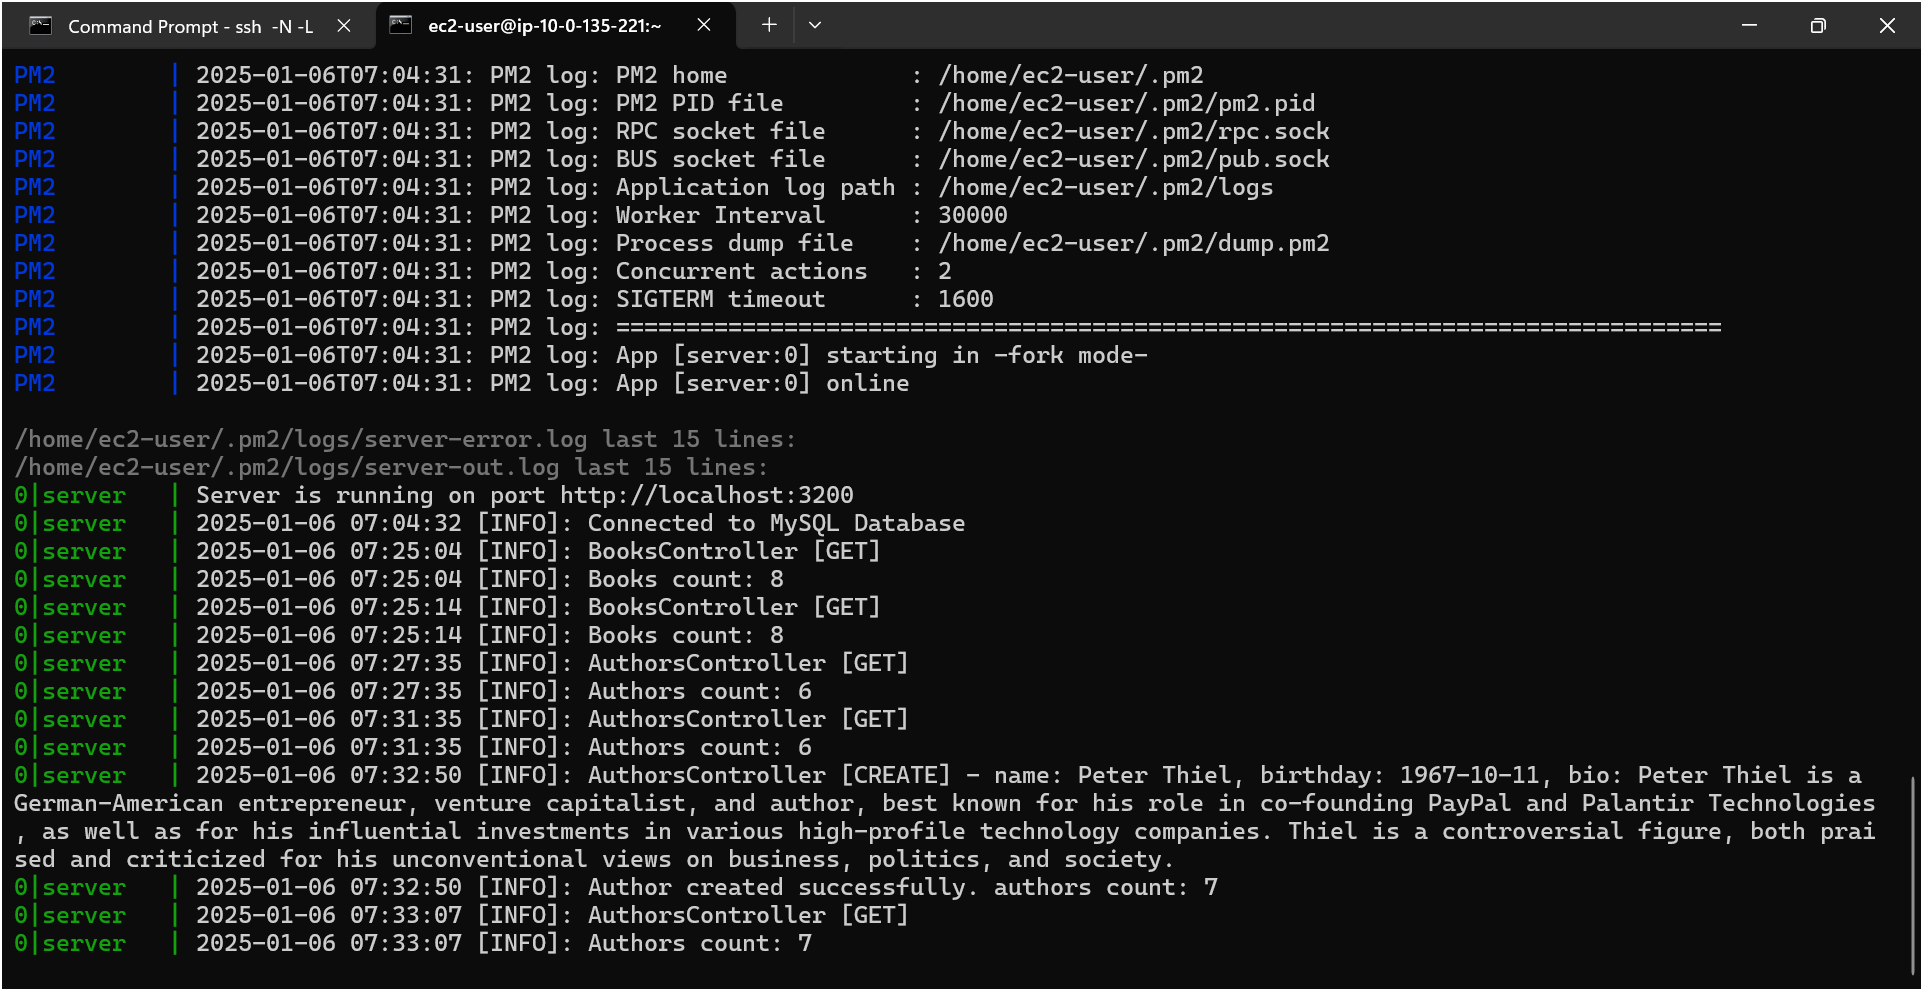 Command Prompt - ssh  -N -L
ec2-user@ip-10-0-135-221:~
PM2        | 2025-01-06T07:04:31: PM2 log: PM2 home             : /home/ec2-user/.pm2
PM2        | 2025-01-06T07:04:31: PM2 log: PM2 PID file         : /home/ec2-user/.pm2/pm2.pid
PM2        | 2025-01-06T07:04:31: PM2 log: RPC socket file      : /home/ec2-user/.pm2/rpc.sock
PM2        | 2025-01-06T07:04:31: PM2 log: BUS socket file      : /home/ec2-user/.pm2/pub.sock
PM2        | 2025-01-06T07:04:31: PM2 log: Application log path : /home/ec2-user/.pm2/logs
PM2        | 2025-01-06T07:04:31: PM2 log: Worker Interval      : 30000
PM2        | 2025-01-06T07:04:31: PM2 log: Process dump file    : /home/ec2-user/.pm2/dump.pm2
PM2        | 2025-01-06T07:04:31: PM2 log: Concurrent actions   : 2
PM2        | 2025-01-06T07:04:31: PM2 log: SIGTERM timeout      : 1600
PM2        | 2025-01-06T07:04:31: PM2 log: ===============================================================================
PM2        | 2025-01-06T07:04:31: PM2 log: App [server:0] starting in -fork mode-
PM2        | 2025-01-06T07:04:31: PM2 log: App [server:0] online
/home/ec2-user/.pm2/logs/server-error.log last 15 lines:
/home/ec2-user/.pm2/logs/server-out.log last 15 lines:
0|server   | Server is running on port http://localhost:3200
0|server   | 2025-01-06 07:04:32 [INFO]: Connected to MySQL Database
0|server   | 2025-01-06 07:25:04 [INFO]: BooksController [GET]
0|server   | 2025-01-06 07:25:04 [INFO]: Books count: 8
0|server   | 2025-01-06 07:25:14 [INFO]: BooksController [GET]
0|server   | 2025-01-06 07:25:14 [INFO]: Books count: 8
0|server   | 2025-01-06 07:27:35 [INFO]: AuthorsController [GET]
0|server   | 2025-01-06 07:27:35 [INFO]: Authors count: 6
0|server   | 2025-01-06 07:31:35 [INFO]: AuthorsController [GET]
0|server   | 2025-01-06 07:31:35 [INFO]: Authors count: 6
0|server   | 2025-01-06 07:32:50 [INFO]: AuthorsController [CREATE] - name: Peter Thiel, birthday: 1967-10-11, bio: Peter Thiel is a
German-American entrepreneur, venture capitalist, and author, best known for his role in co-founding PayPal and Palantir Technologies
, as well as for his influential investments in various high-profile technology companies. Thiel is a controversial figure, both prai
sed and criticized for his unconventional views on business, politics, and society.
0|server   | 2025-01-06 07:32:50 [INFO]: Author created successfully. authors count: 7
0|server   | 2025-01-06 07:33:07 [INFO]: AuthorsController [GET]
0|server   | 2025-01-06 07:33:07 [INFO]: Authors count: 7